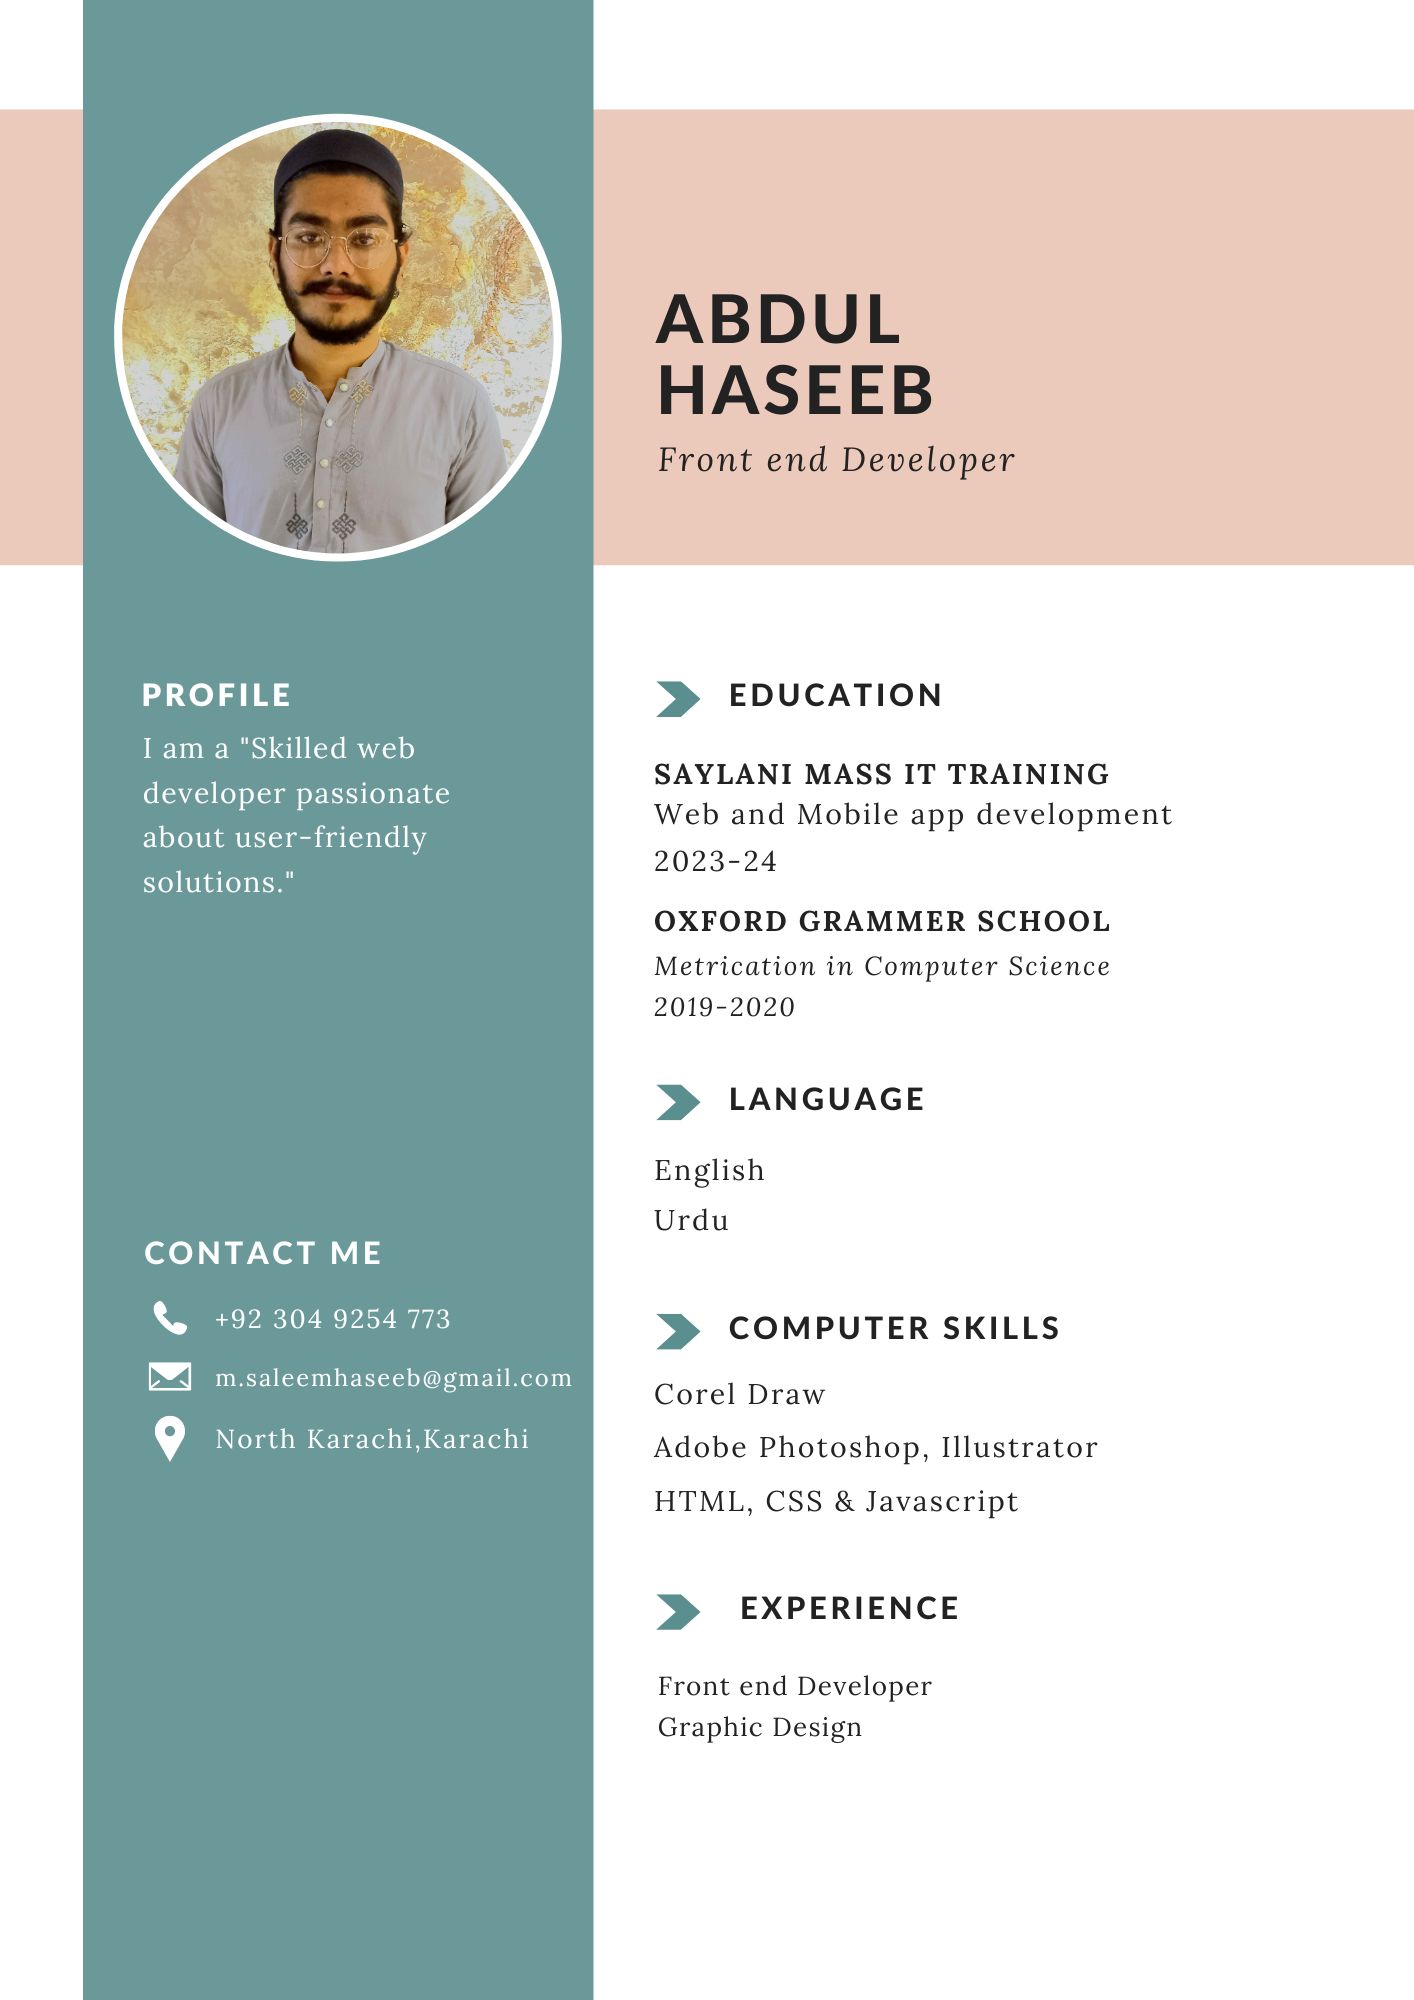 ABDUL
HASEEB
Front end Developer
PROFILE
I am a "Skilled web
developer passionate
about user-friendly
solutions."
CONTACT ME
+92 304 9254 773
m.saleemhaseeb@gmail.com
North Karachi,Karachi
EDUCATION
SAYLANI MASS IT TRAINING
Web and Mobile app development
2023-24
OXFORD GRAMMER SCHOOL
Metrication in Computer Science
2019-2020
LANGUAGE
English
Urdu
COMPUTER SKILLS
Corel Draw
Adobe Photoshop, Illustrator
HTML, CSS & Javascript
EXPERIENCE
Front end Developer
Graphic Design